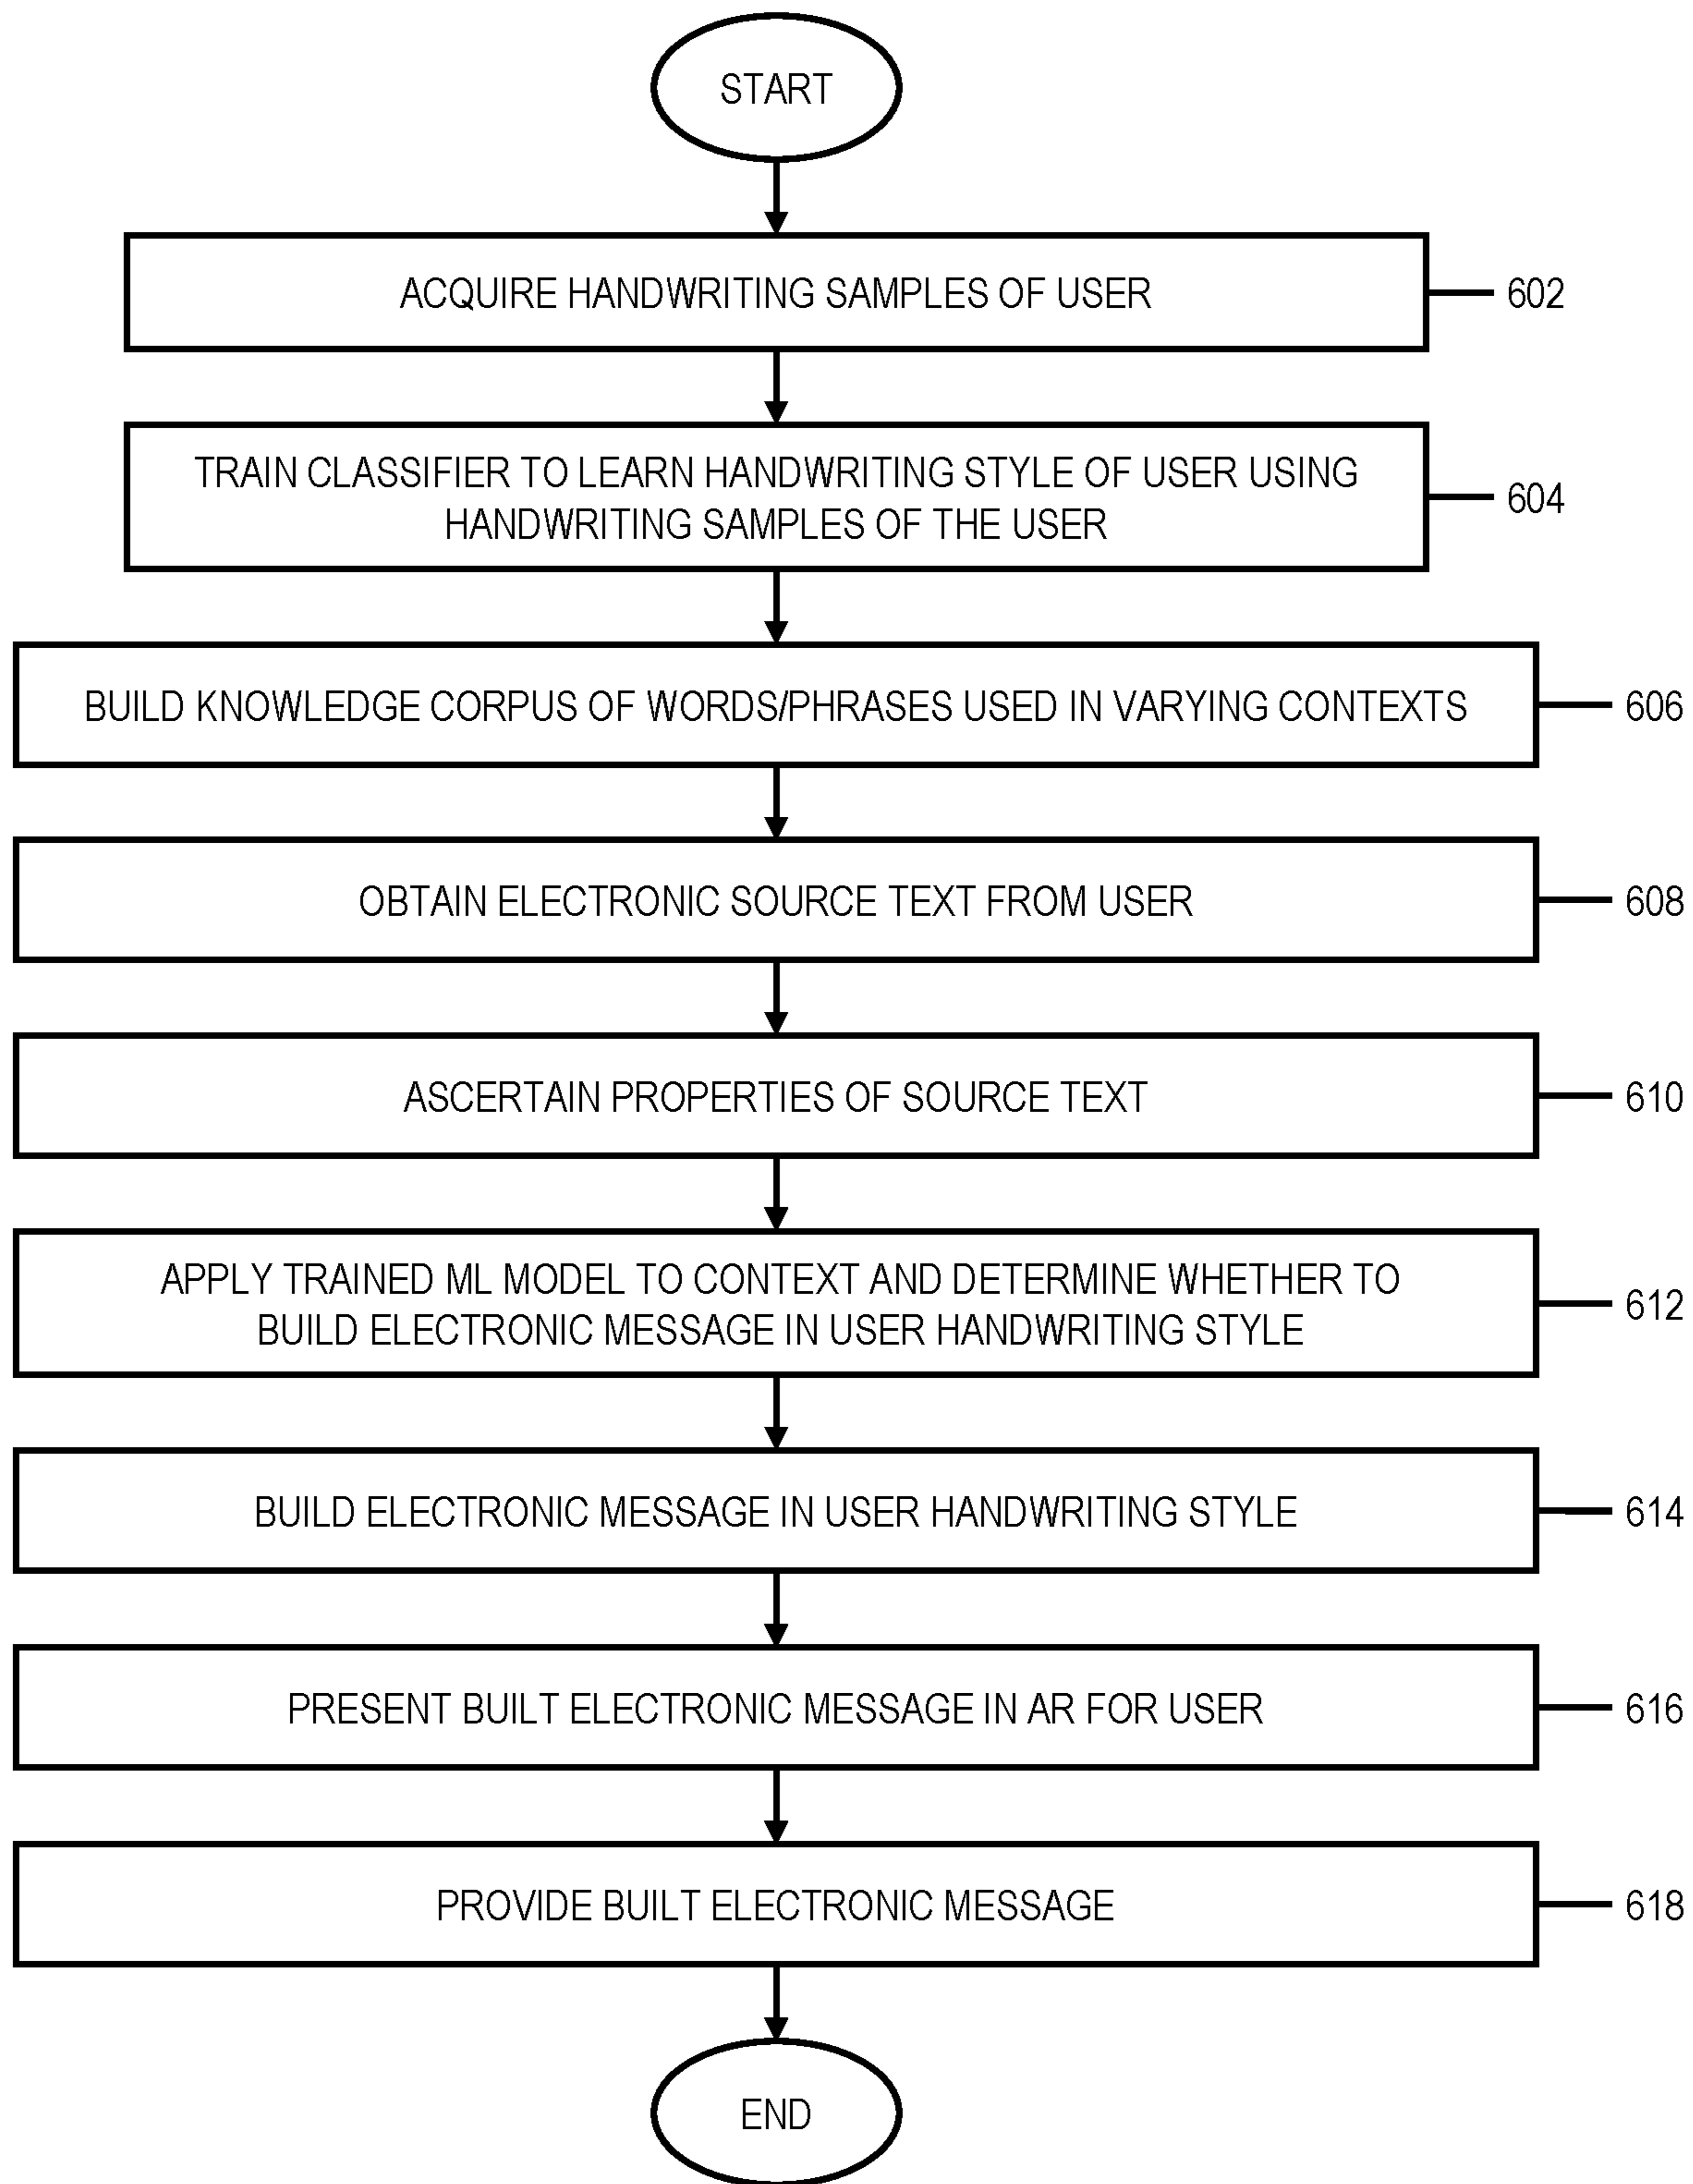 START
ACQUIRE HANDWRITING SAMPLES OF USER
602
TRAIN CLASSIFIER TO LEARN HANDWRITING STYLE OF USER USING
HANDWRITING SAMPLES OF THE USER
604
BUILD KNOWLEDGE CORPUS OF WORDS/PHRASES USED IN VARYING CONTEXTS
606
OBTAIN ELECTRONIC SOURCE TEXT FROM USER
608
ASCERTAIN PROPERTIES OF SOURCE TEXT
610
APPLY TRAINED ML MODEL TO CONTEXT AND DETERMINE WHETHER TO
BUILD ELECTRONIC MESSAGE IN USER HANDWRITING STYLE
612
BUILD ELECTRONIC MESSAGE IN USER HANDWRITING STYLE
614
PRESENT BUILT ELECTRONIC MESSAGE IN AR FOR USER
616
PROVIDE BUILT ELECTRONIC MESSAGE
618
END